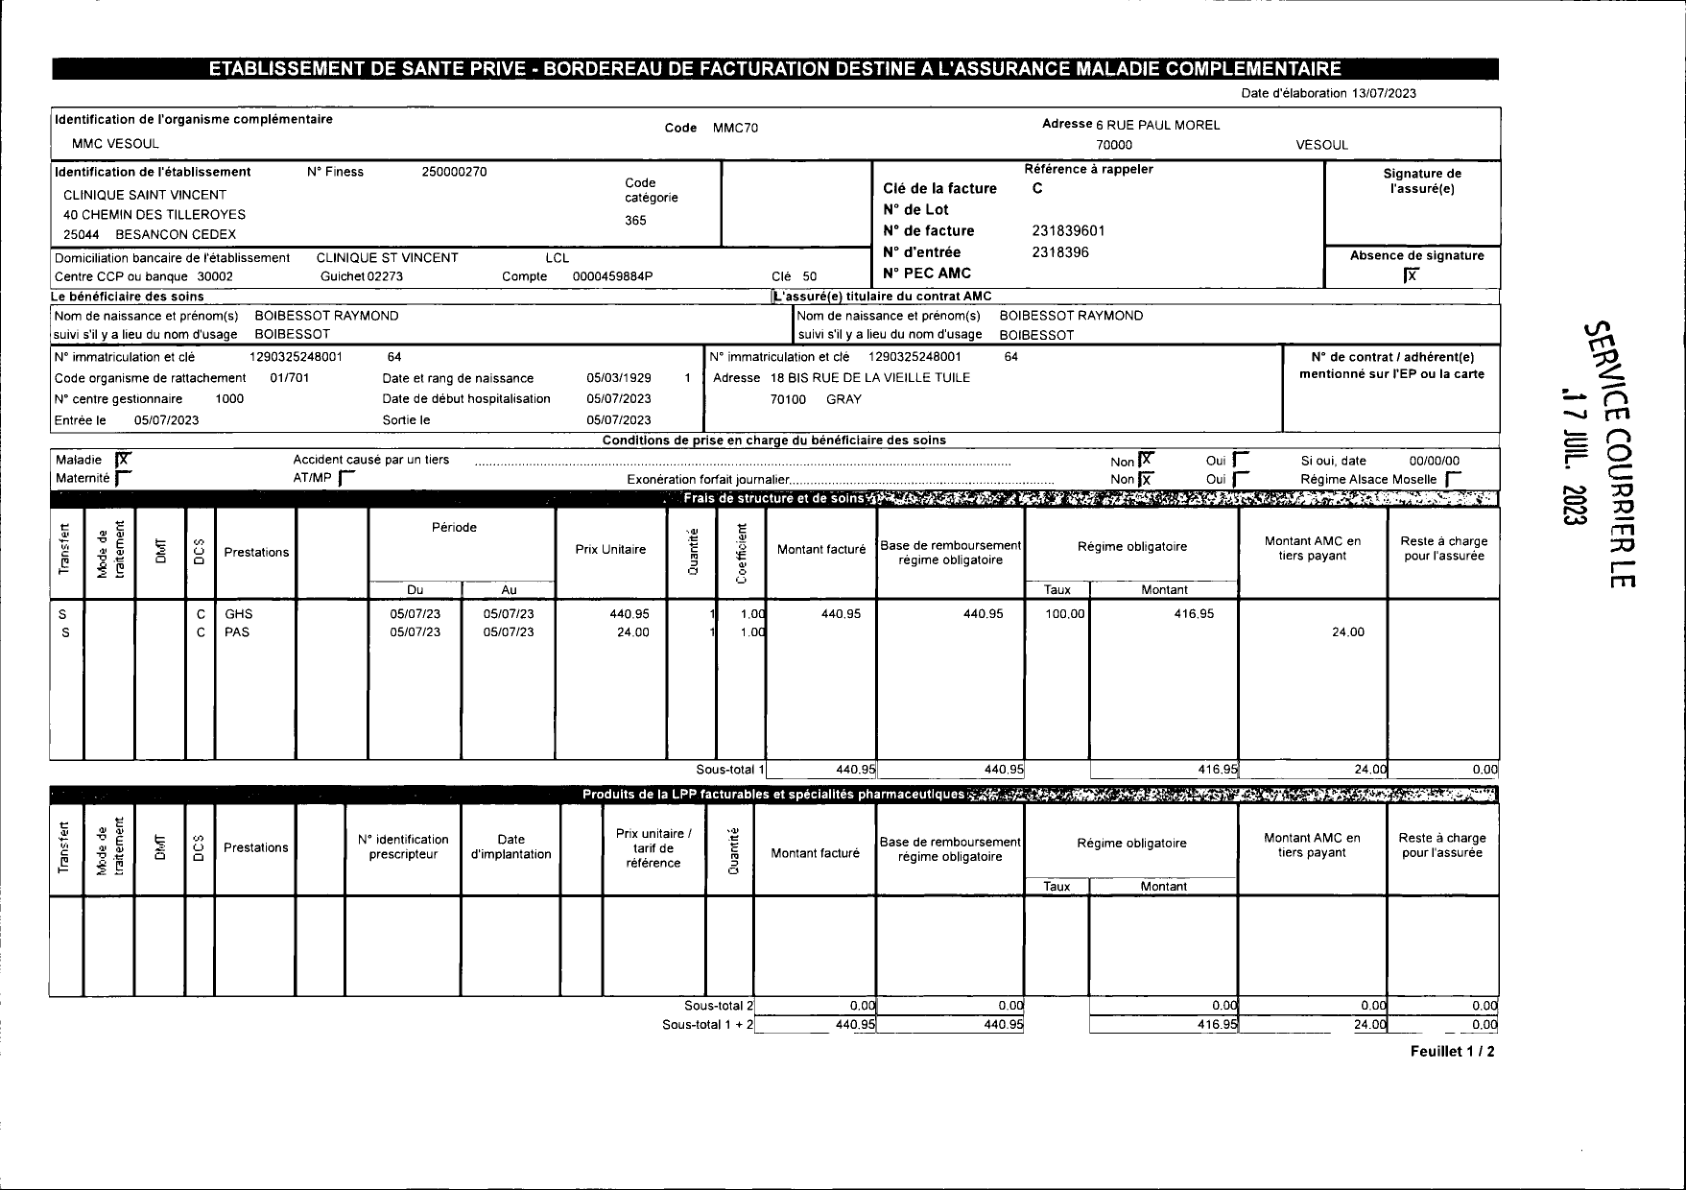 ETABLISSEMENT DE SANTE PRIVE - BORDEREAU DE FACTURATION DESTINE A L'ASSURANCE MALADIE COMPLEMENTAIRE
Date d'élaboration 13/07/2023
Identification de l'organisme complémentaire
Code MMC70
Adresse 6 RUE PAUL MOREL
MMC VESOUL
70000 VESOUL
Identification de l'établissement N° Finess 250000270
CLINIQUE SAINT VINCENT
40 CHEMIN DES TILLEROYES
25044 BESANCON CEDEX
Code
catégorie
365
Référence à rappeler
Clé de la facture C
N° de Lot
N° de facture 231839601
N° d'entrée 2318396
N° PEC AMC
Signature de
l'assuré(e)
Absence de signature
X
Domiciliation bancaire de l'établissement CLINIQUE ST VINCENT LCL
Centre CCP ou banque 30002 Guichet 02273 Compte 0000459884P Clé 50
Le bénéficiaire des soins
L'assuré(e) titulaire du contrat AMC
Nom de naissance et prénom(s) BOIBESSOT RAYMOND
suivi s'il y a lieu du nom d'usage BOIBESSOT
Nom de naissance et prénom(s) BOIBESSOT RAYMOND
suivi s'il y a lieu du nom d'usage BOIBESSOT
N° immatriculation et clé 1290325248001 64
Code organisme de rattachement 01/701 Date et rang de naissance 05/03/1929 1
N° centre gestionnaire 1000 Date de début hospitalisation 05/07/2023
Entrée le 05/07/2023 Sortie le 05/07/2023
N° immatriculation et clé 1290325248001 64
Adresse 18 BIS RUE DE LA VIEILLE TUILE
70100 GRAY
N° de contrat / adhérent(e)
mentionné sur l'EP ou la carte
Conditions de prise en charge du bénéficiaire des soins
Maladie X Accident causé par un tiers Non X Oui Si oui, date 00/00/00
Maternité AT/MP Exonération forfait journalier Non X Oui Régime Alsace Moselle
Frais de structure et de soins
Transfert
Mode de traitement
DMT
DCS
Prestations
Période
Du Au
Prix Unitaire
Quantité
Coefficient
Montant facturé
Base de remboursement
régime obligatoire
Régime obligatoire
Taux Montant
Montant AMC en
tiers payant
Reste à charge
pour l'assurée
S C GHS 05/07/23 05/07/23 440.95 1 1.00 440.95 440.95 100.00 416.95
S C PAS 05/07/23 05/07/23 24.00 1 1.00 24.00
Sous-total 1 440.95 440.95 416.95 24.00 0.00
Produits de la LPP facturables et spécialités pharmaceutiques
Transfert
Mode de traitement
DMT
DCS
Prestations
N° identification
prescripteur
Date
d'implantation
Prix unitaire /
tarif de
référence
Quantité
Montant facturé
Base de remboursement
régime obligatoire
Régime obligatoire
Taux Montant
Montant AMC en
tiers payant
Reste à charge
pour l'assurée
Sous-total 2 0.00 0.00 0.00 0.00 0.00
Sous-total 1 + 2 440.95 440.95 416.95 24.00 0.00
Feuillet 1 / 2
SERVICE COURRIER LE
17 JUIL. 2023